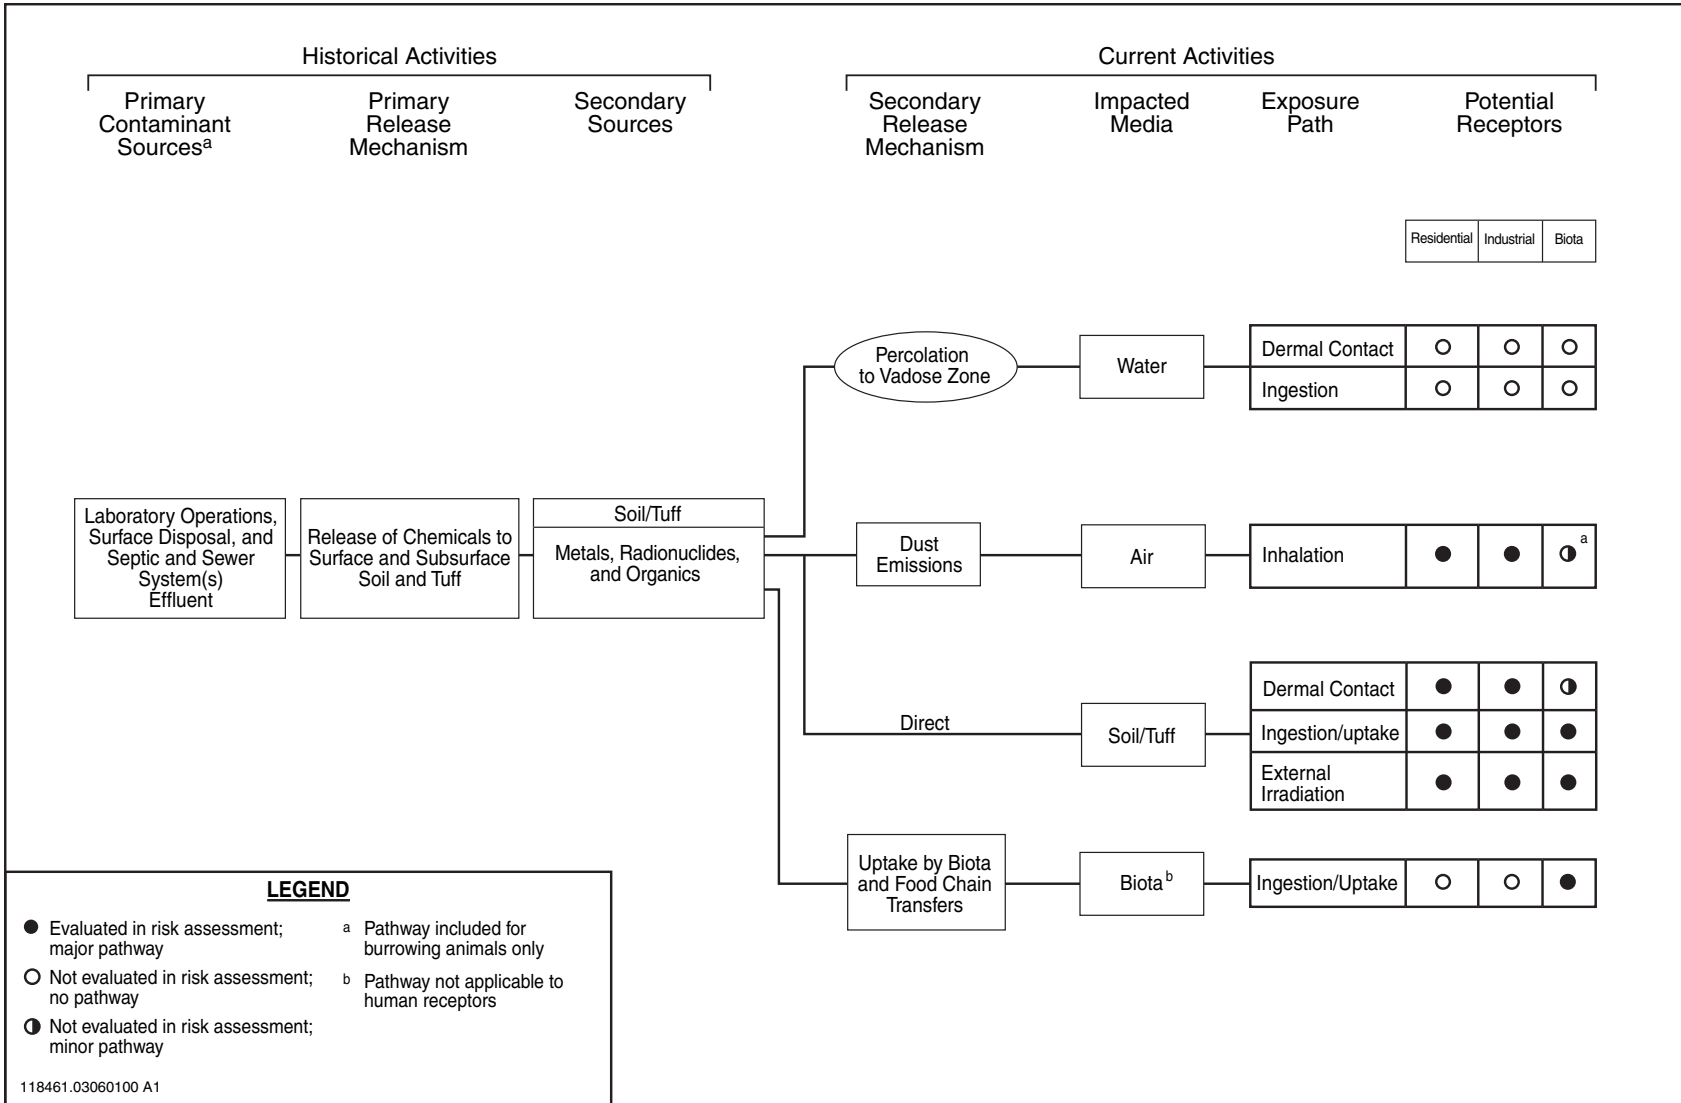 Historical Activities
Current Activities
Primary
Contaminant
Sourcesa
Primary
Release
Mechanism
Secondary
Sources
Secondary
Release
Mechanism
Impacted
Media
Exposure
Path
Potential
Receptors
Residential
Industrial
Biota
Percolation
to Vadose Zone
Water
Dermal Contact
Ingestion
Laboratory Operations,
Surface Disposal, and
Septic and Sewer
System(s)
Effluent
Release of Chemicals to
Surface and Subsurface
Soil and Tuff
Soil/Tuff
Metals, Radionuclides,
and Organics
Dust
Emissions
Air
Inhalation
a
Direct
Soil/Tuff
Dermal Contact
Ingestion/uptake
External
Irradiation
Uptake by Biota
and Food Chain
Transfers
Biota b
Ingestion/Uptake
LEGEND
Evaluated in risk assessment;
major pathway
Not evaluated in risk assessment;
no pathway
Not evaluated in risk assessment;
minor pathway
a Pathway included for
burrowing animals only
b Pathway not applicable to
human receptors
118461.03060100 A1